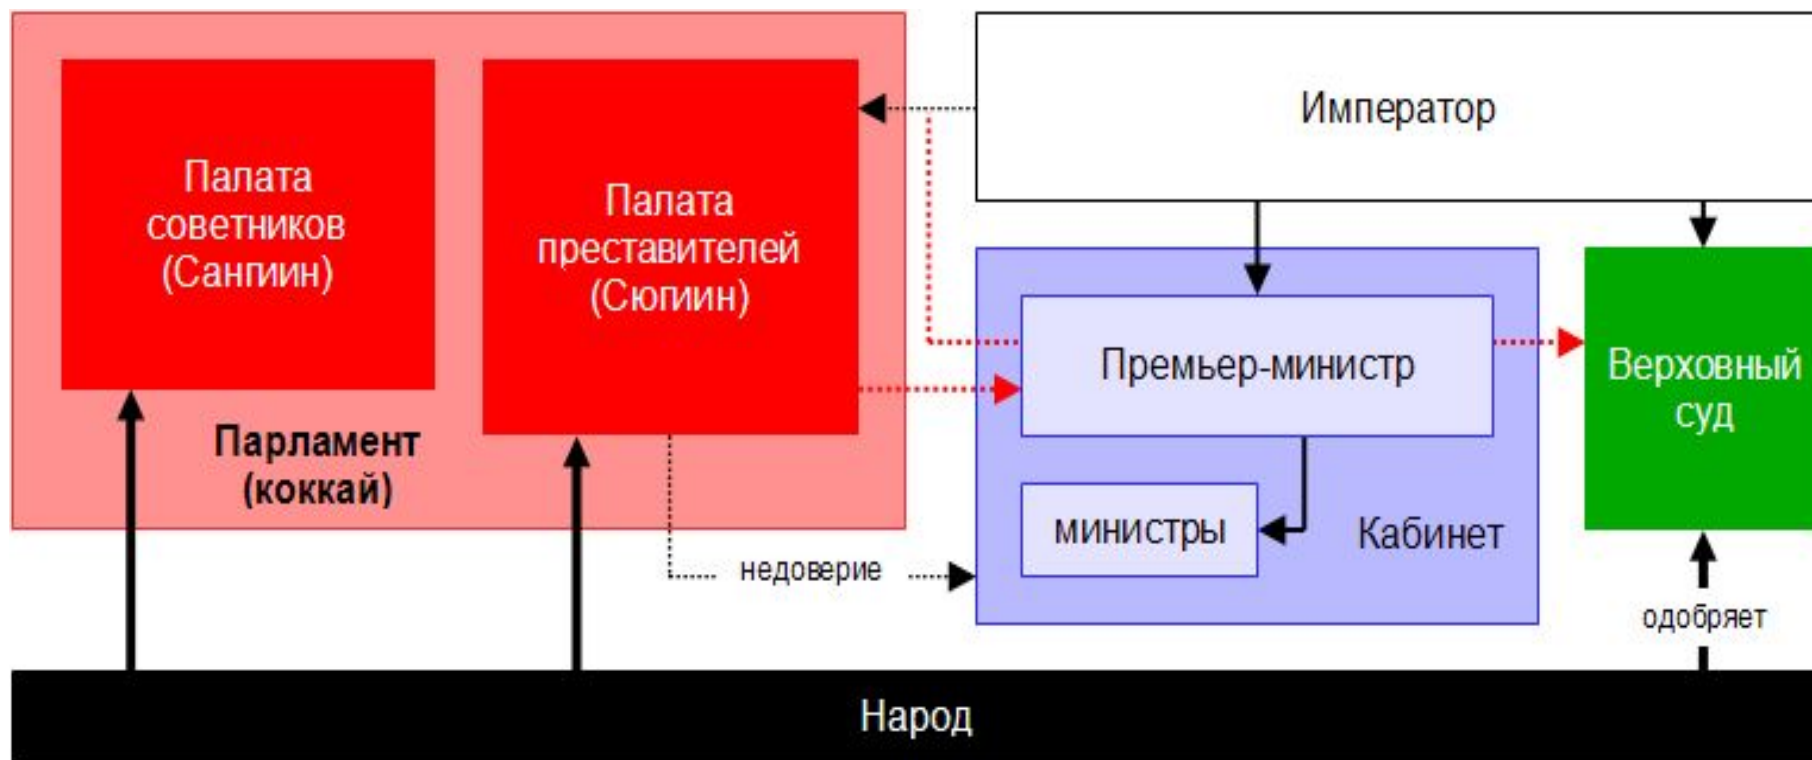 Палата
советников
(Сангиин)
Палата
преставителей
(Сюгиин)
Парламент
(коккай)
Император
Премьер-министр
министры
Кабинет
Верховный
суд
недоверие
одобряет
Народ